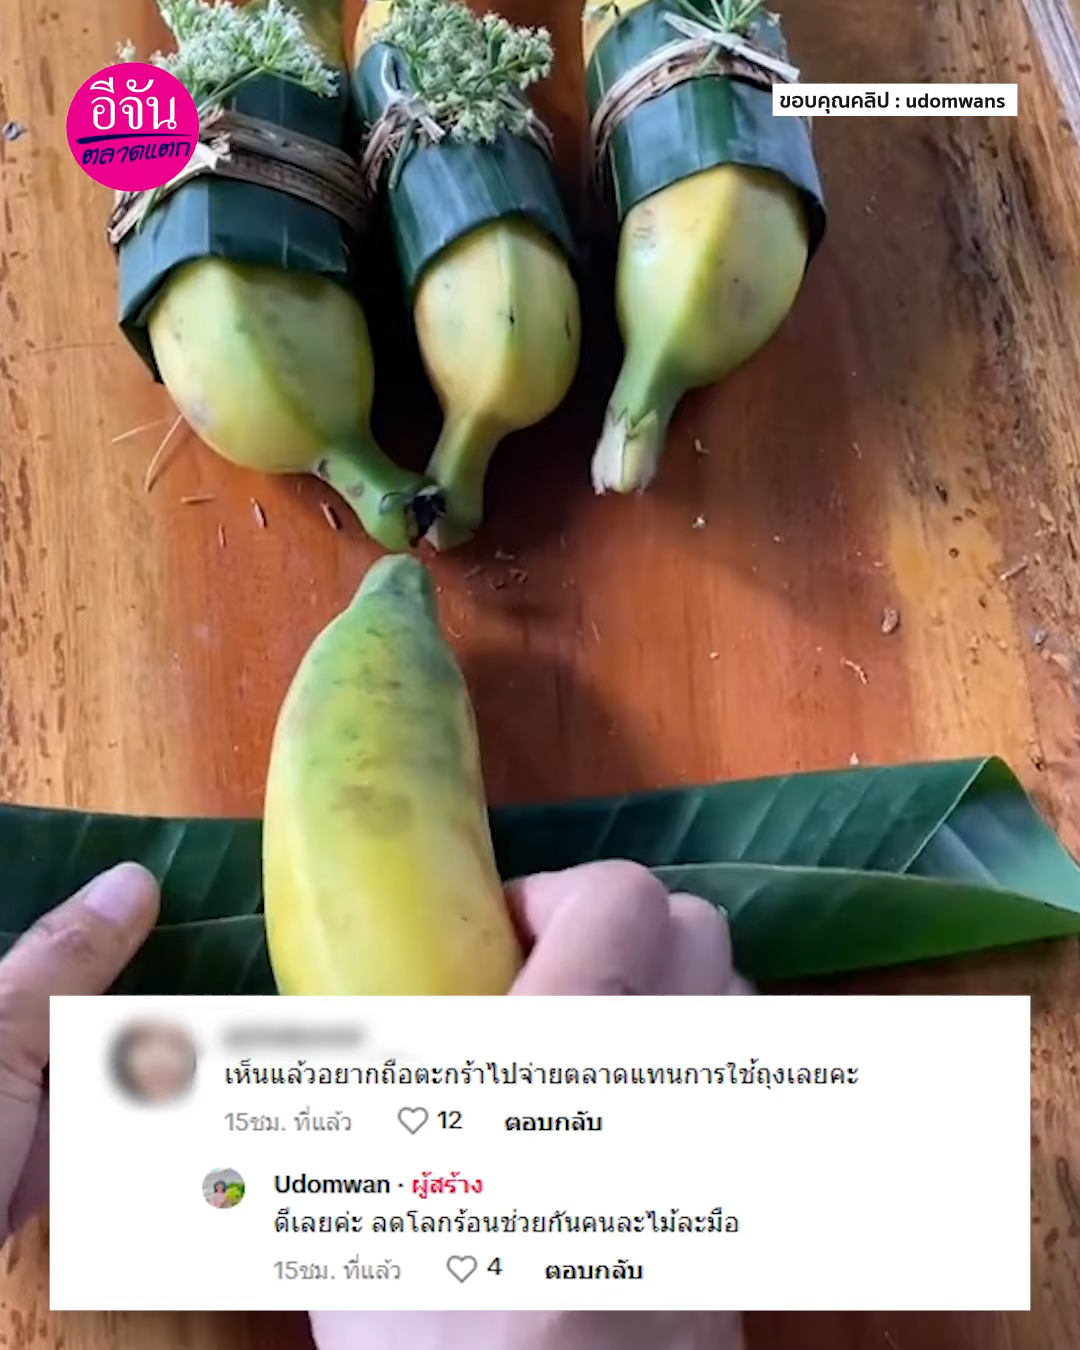 อีจัน
ตลาดแตก
ขอบคุณคลิป : udomwans
เห็นแล้วอยากถือตะกร้าไปจ่ายตลาดแทนการใช้ถุงเลยคะ
15ชม. ที่แล้ว 12 ตอบกลับ
Udomwan · ผู้สร้าง
ดีเลยค่ะ ลดโลกร้อนช่วยกันคนละไม้ละมือ
15ชม. ที่แล้ว 4 ตอบกลับ